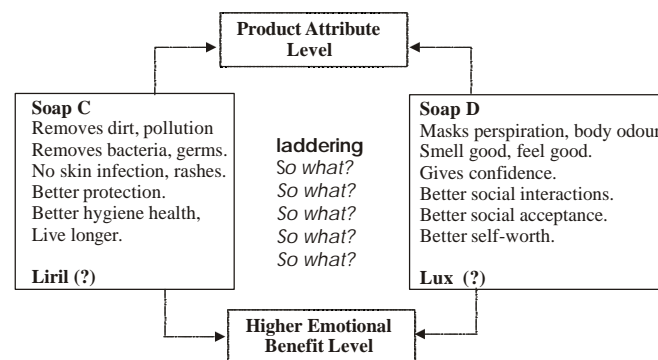 Product Attribute
Level
Soap C
Removes dirt, pollution
Removes bacteria, germs.
No skin infection, rashes.
Better protection.
Better hygiene health,
Live longer.
Liril (?)
laddering
So what?
So what?
So what?
So what?
So what?
Soap D
Masks perspiration, body odour
Smell good, feel good.
Gives confidence.
Better social interactions.
Better social acceptance.
Better self-worth.
Lux (?)
Higher Emotional
Benefit Level